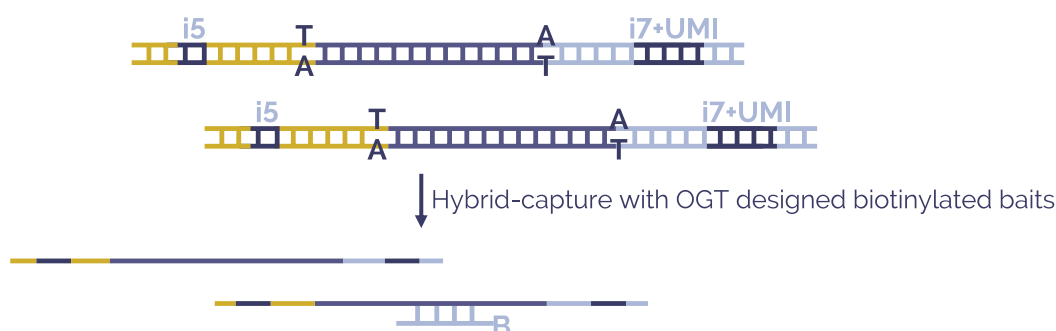 i5 T A i7+UMI
A T
i5 T A i7+UMI
A T
Hybrid-capture with OGT designed biotinylated baits
B